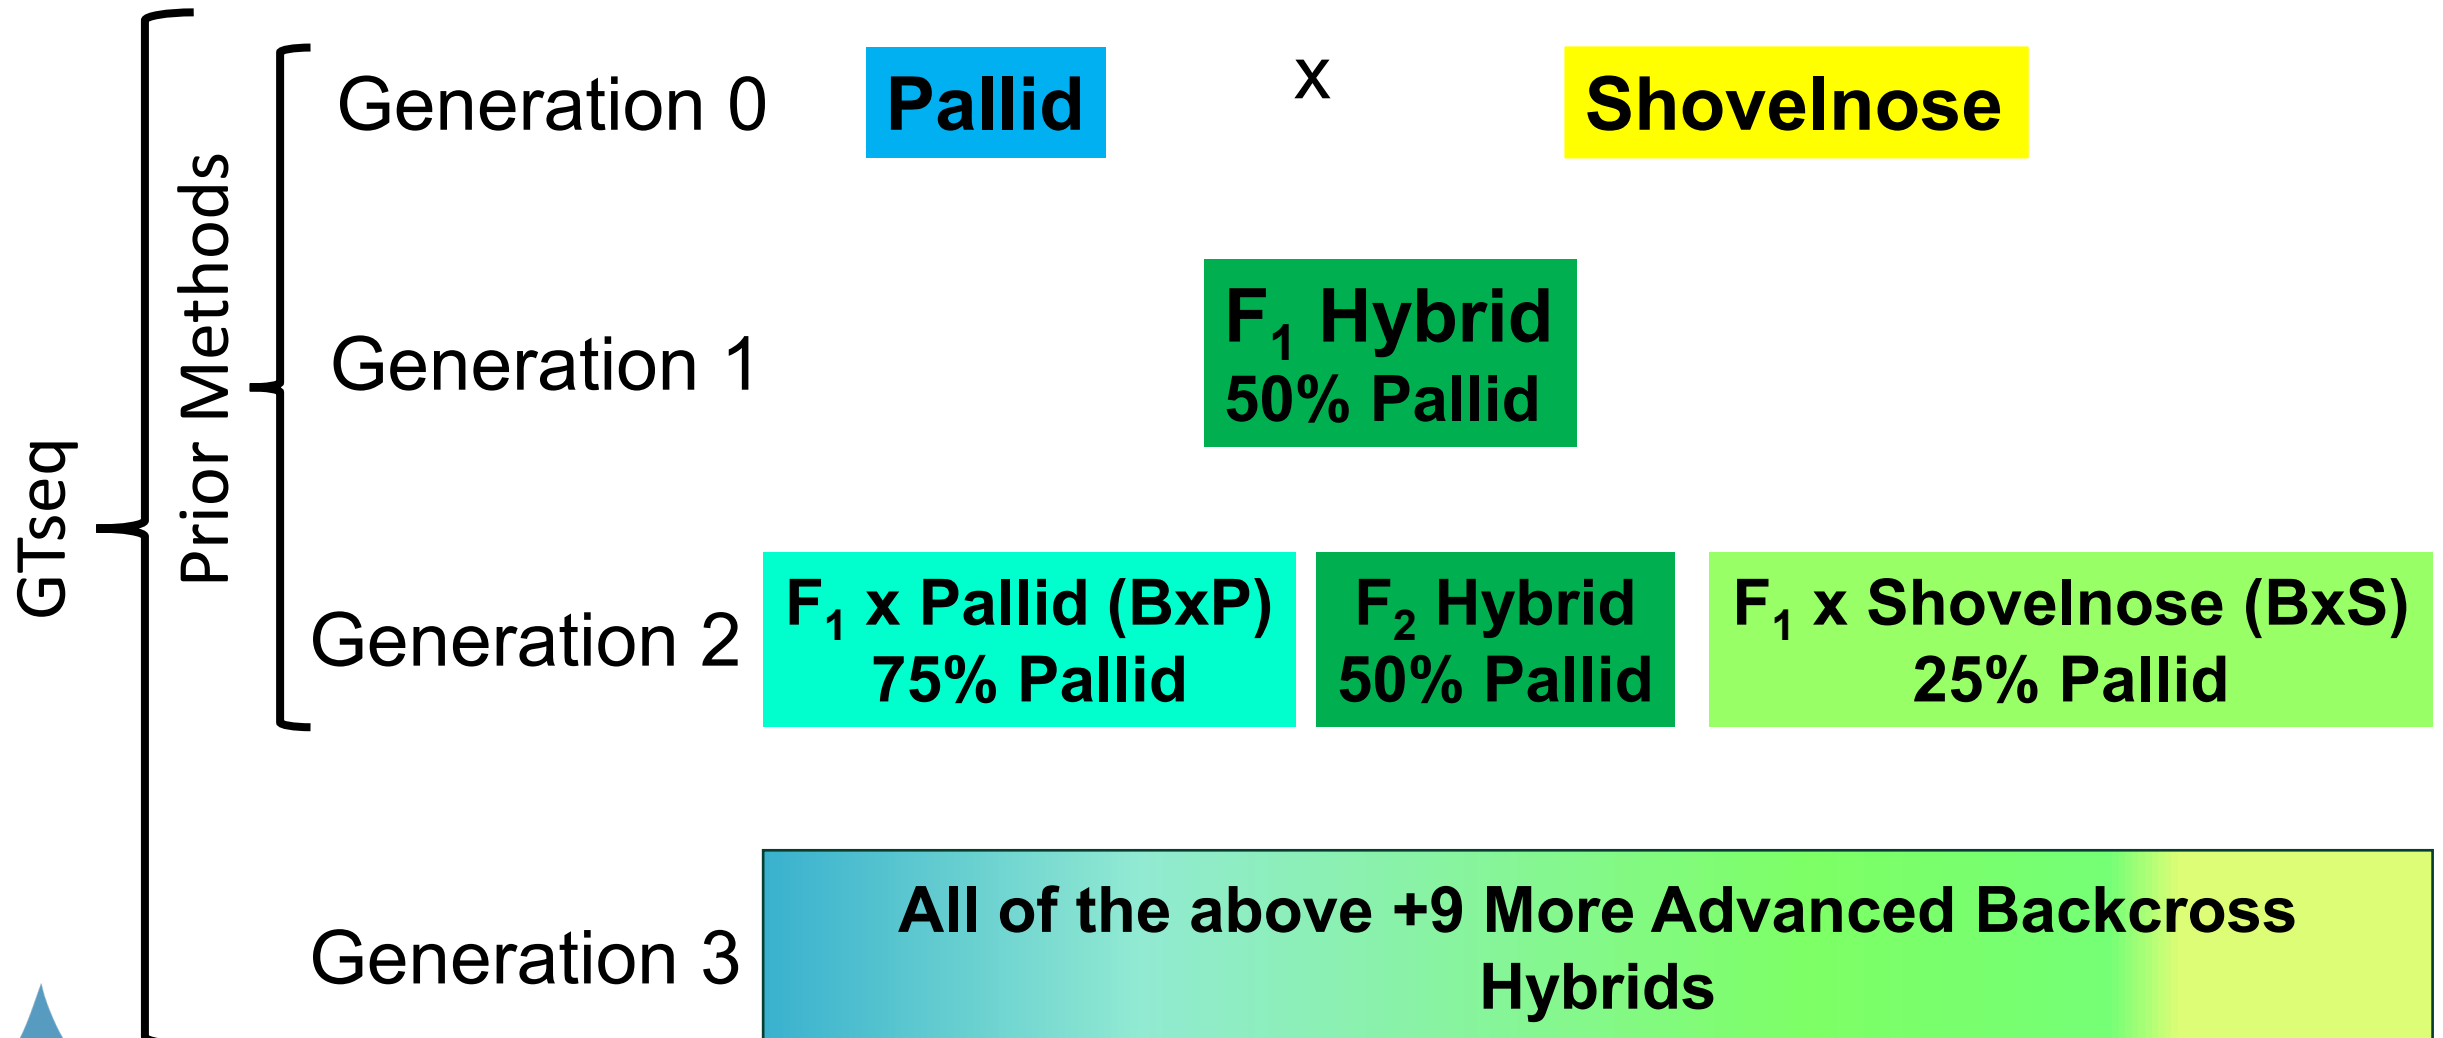 GTseq
Prior Methods
Generation 0
Pallid
x
Shovelnose
Generation 1
F₁ Hybrid
50% Pallid
Generation 2
F₁ x Pallid (BxP)
75% Pallid
F₂ Hybrid
50% Pallid
F₁ x Shovelnose (BxS)
25% Pallid
Generation 3
All of the above +9 More Advanced Backcross
Hybrids